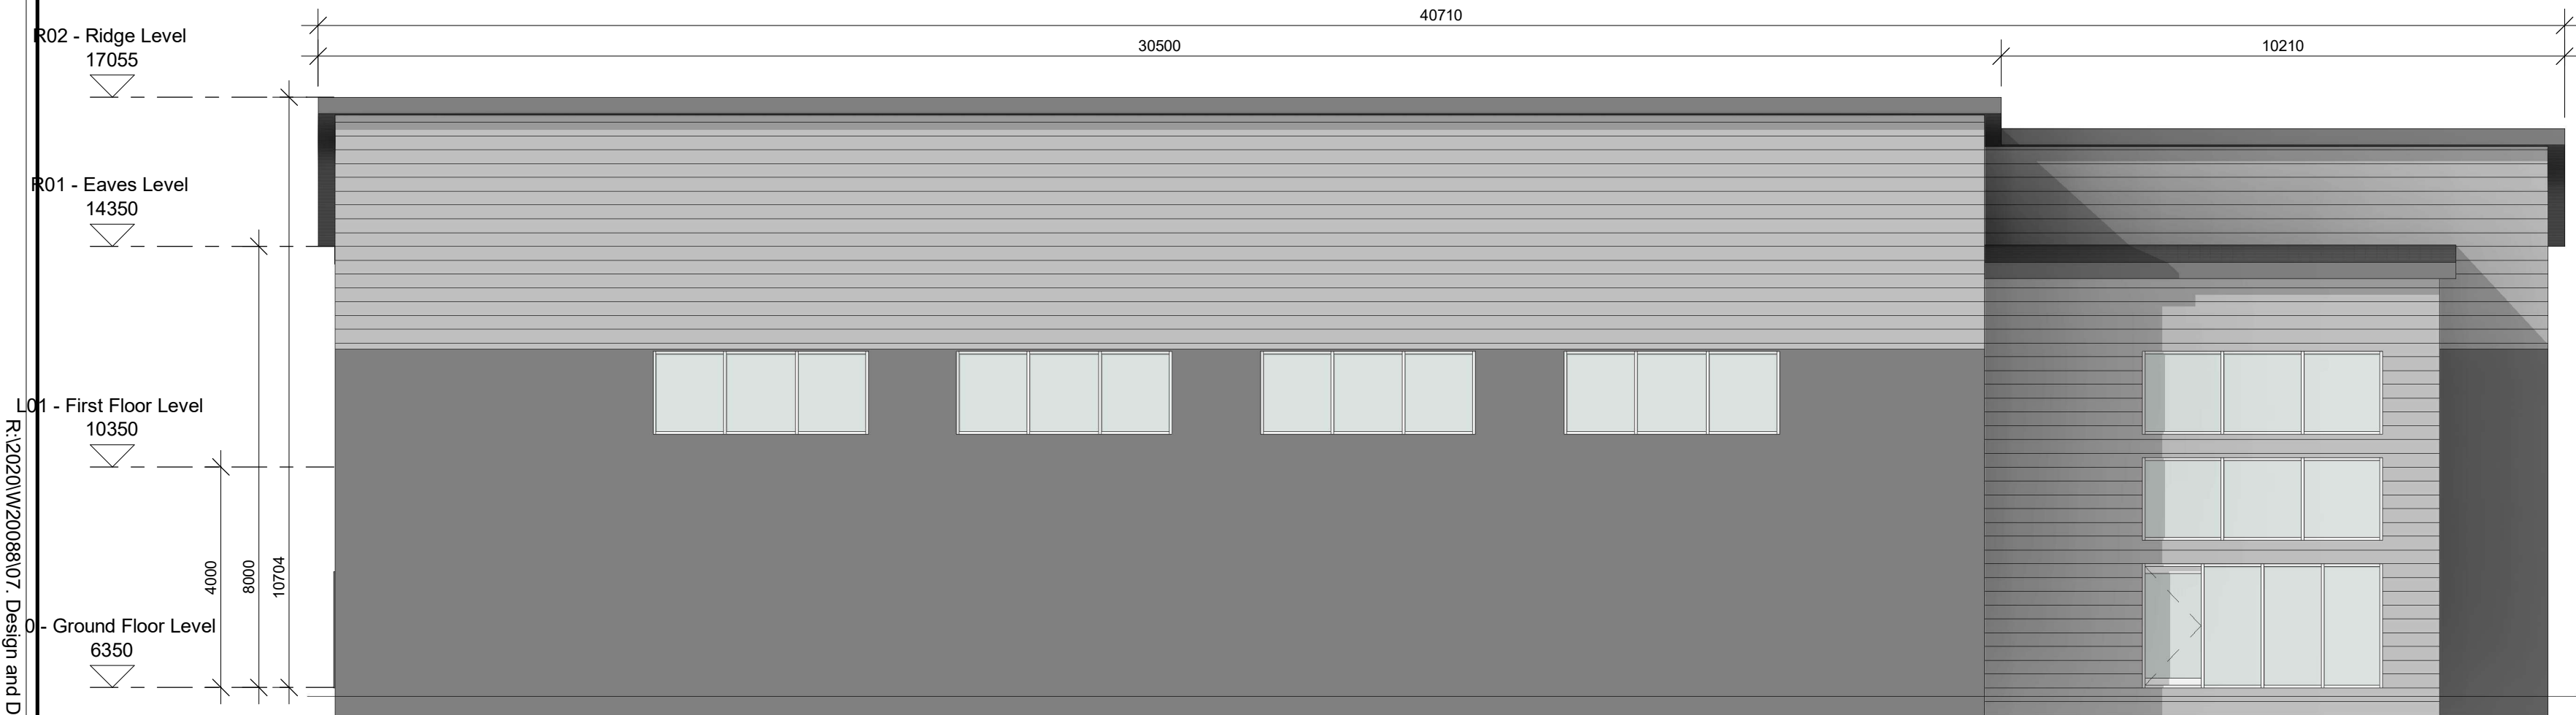 40710
30500
10210
R02 - Ridge Level
17055
R01 - Eaves Level
14350
L01 - First Floor Level
10350
4000
8000
10704
0 - Ground Floor Level
6350
R:\2020\W20088\07. Design and D